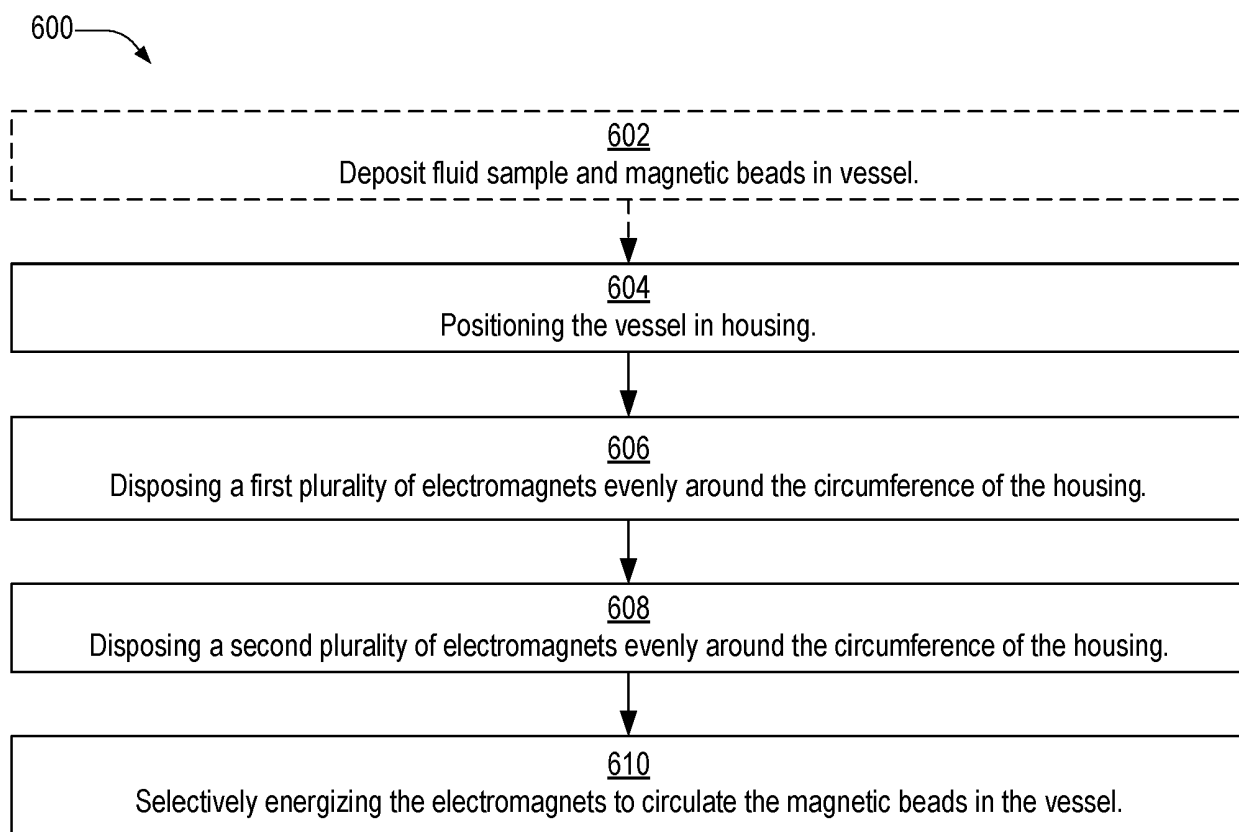 600
602
Deposit fluid sample and magnetic beads in vessel.
604
Positioning the vessel in housing.
606
Disposing a first plurality of electromagnets evenly around the circumference of the housing.
608
Disposing a second plurality of electromagnets evenly around the circumference of the housing.
610
Selectively energizing the electromagnets to circulate the magnetic beads in the vessel.